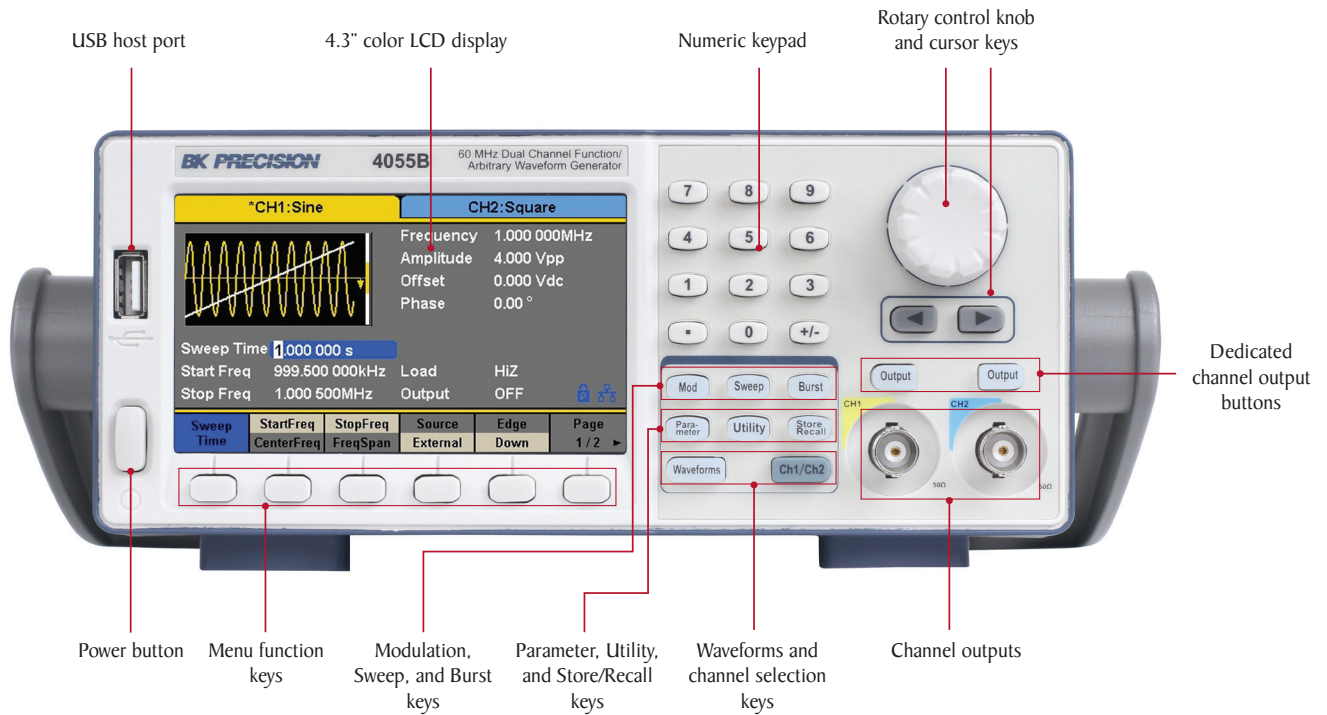 Rotary control knob
and cursor keys
USB host port
4.3" color LCD display
Numeric keypad
BK PRECISION
4055B
60 MHz Dual Channel Function/
Arbitrary Waveform Generator
*CH1:Sine
CH2:Square
Frequency 1.000 000MHz
Amplitude 4.000 Vpp
Offset 0.000 Vdc
Phase 0.00 °
Sweep Time 1.000 000 s
Start Freq 999.500 000kHz
Load HiZ
Stop Freq 1.000 500MHz
Output OFF
Sweep
Time
StartFreq
CenterFreq
StopFreq
FreqSpan
Source
External
Edge
Down
Page
1/2 ►
7 8 9
4 5 6
1 2 3
. 0 +/-
Mod Sweep Burst
Para-
meter
Utility
Store
Recall
Waveforms
Ch1/Ch2
Output
Output
CH1
CH2
50Ω
50Ω
Dedicated
channel output
buttons
Power button
Menu function
keys
Modulation,
Sweep, and Burst
keys
Parameter, Utility,
and Store/Recall
keys
Waveforms and
channel selection
keys
Channel outputs